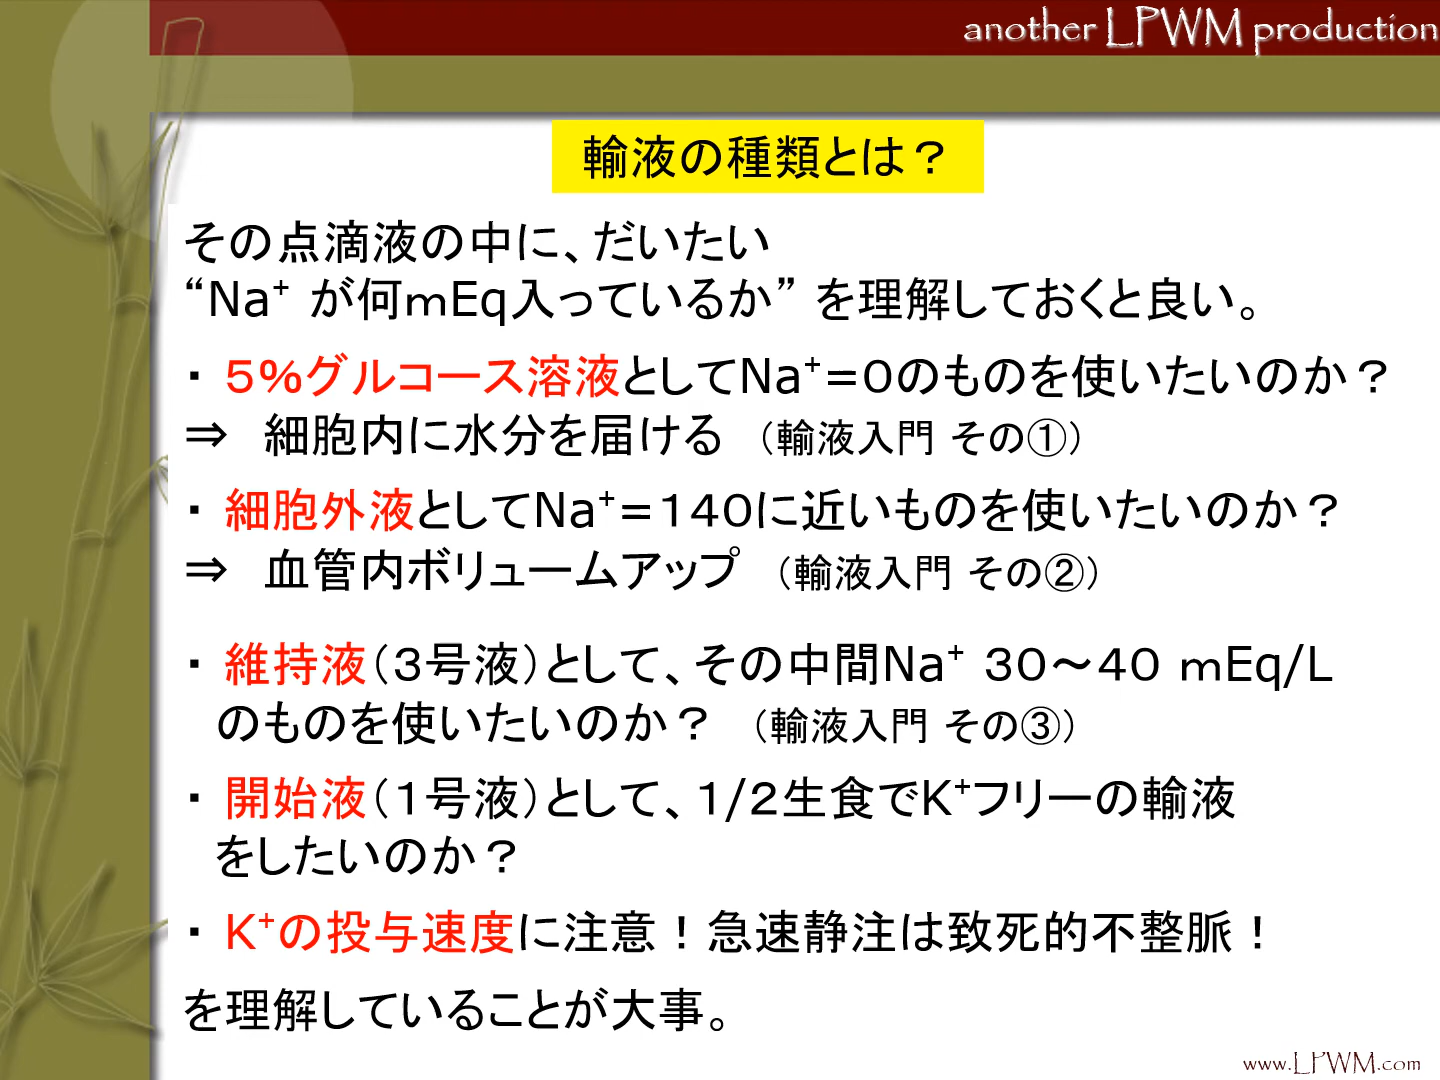 another LPWM production
輸液の種類とは？
その点滴液の中に、だいたい
“Na⁺ が何mEq入っているか” を理解しておくと良い。
・ ５％グルコース溶液としてNa⁺=０のものを使いたいのか？
⇒　細胞内に水分を届ける　（輸液入門 その①）
・ 細胞外液としてNa⁺=１４０に近いものを使いたいのか？
⇒　血管内ボリュームアップ　（輸液入門 その②）
・ 維持液（３号液）として、その中間Na⁺ ３０～４０ mEq/L
のものを使いたいのか？　（輸液入門 その③）
・ 開始液（１号液）として、１/２生食でK⁺フリーの輸液
をしたいのか？
・ K⁺の投与速度に注意！急速静注は致死的不整脈！
を理解していることが大事。
www.LPWM.com